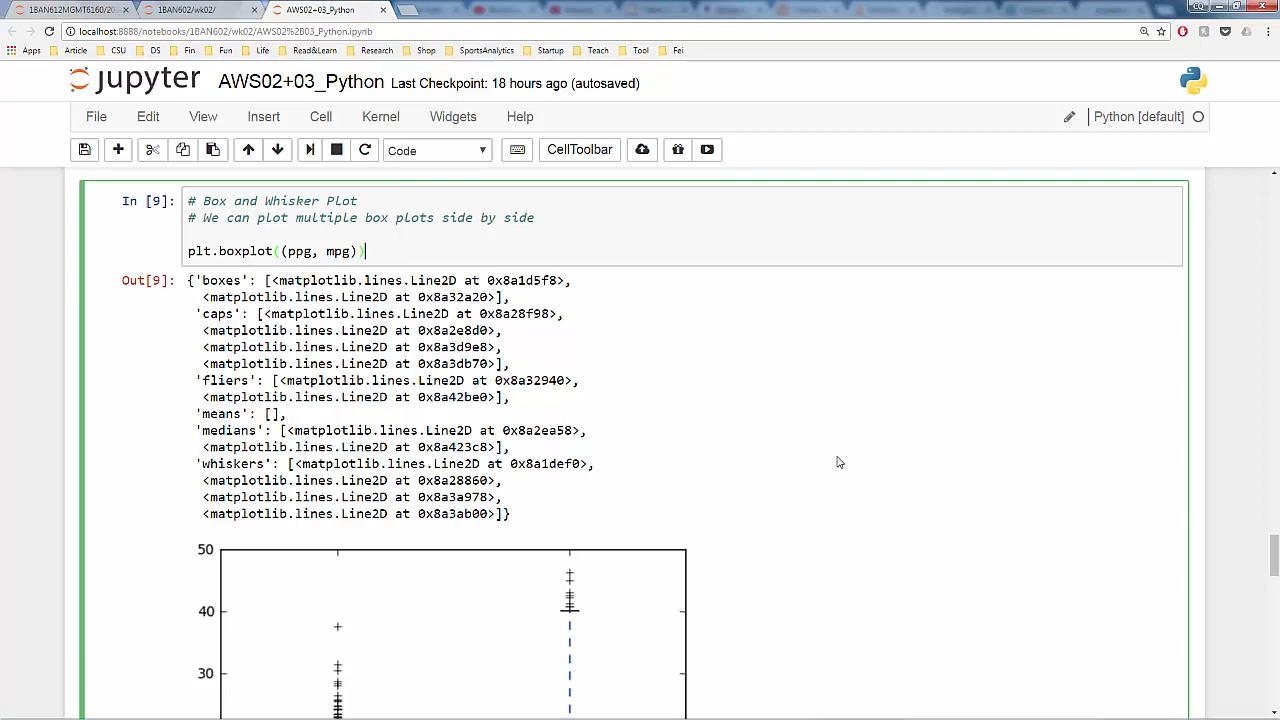 1BAN612MGMT6160/20 1BAN602/wk02/ AWS02+03_Python
localhost:8888/notebooks/1BAN602/wk02/AWS02%2B03_Python.ipynb
Apps Article CSU DS Fin Fun Life Read&Learn Research Shop SportsAnalytics Startup Teach Tool Fei
jupyter AWS02+03_Python Last Checkpoint: 18 hours ago (autosaved)
File Edit View Insert Cell Kernel Widgets Help Python [default]
Code CellToolbar
In [9]: # Box and Whisker Plot
# We can plot multiple box plots side by side
plt.boxplot((ppg, mpg))
Out[9]: {'boxes': [<matplotlib.lines.Line2D at 0x8a1d5f8>,
<matplotlib.lines.Line2D at 0x8a32a20>],
'caps': [<matplotlib.lines.Line2D at 0x8a28f98>,
<matplotlib.lines.Line2D at 0x8a2e8d0>,
<matplotlib.lines.Line2D at 0x8a3d9e8>,
<matplotlib.lines.Line2D at 0x8a3db70>],
'fliers': [<matplotlib.lines.Line2D at 0x8a32940>,
<matplotlib.lines.Line2D at 0x8a42be0>],
'means': [],
'medians': [<matplotlib.lines.Line2D at 0x8a2ea58>,
<matplotlib.lines.Line2D at 0x8a423c8>],
'whiskers': [<matplotlib.lines.Line2D at 0x8a1def0>,
<matplotlib.lines.Line2D at 0x8a28860>,
<matplotlib.lines.Line2D at 0x8a3a978>,
<matplotlib.lines.Line2D at 0x8a3ab00>]}
50
40
30